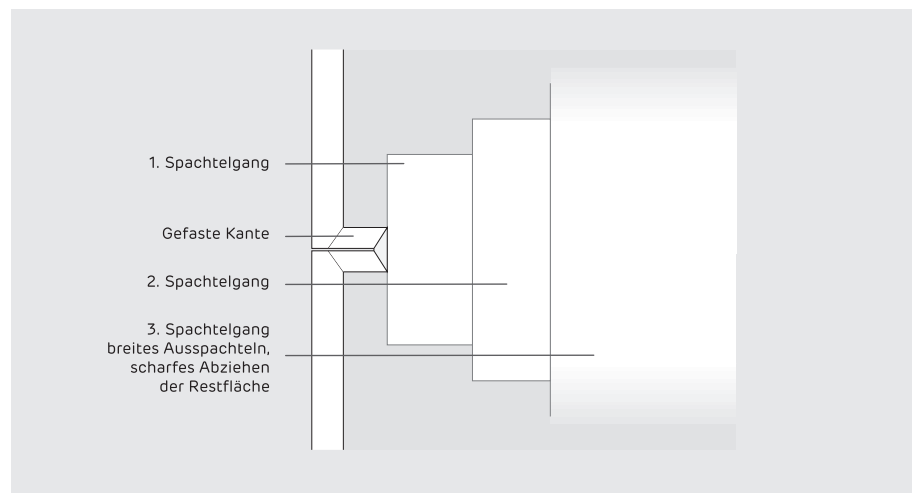 1. Spachtelgang
Gefaste Kante
2. Spachtelgang
3. Spachtelgang
breites Ausspachteln,
scharfes Abziehen
der Restfläche